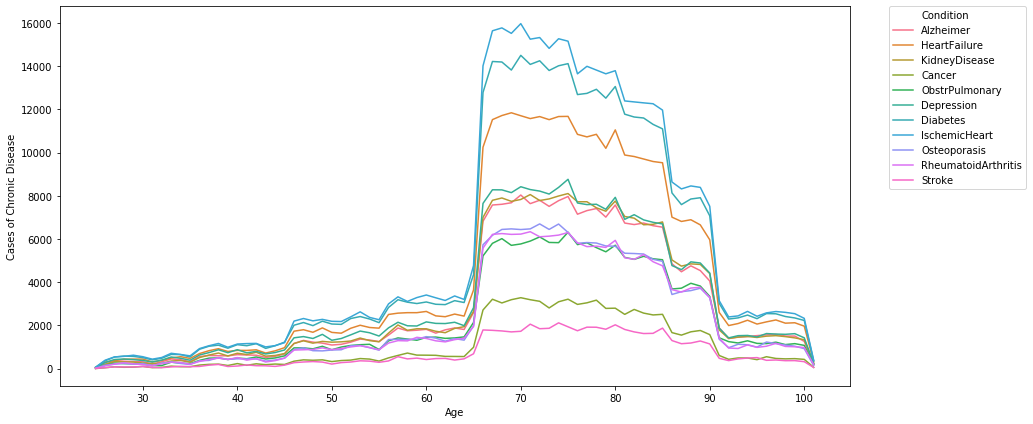 Condition
Alzheimer
HeartFailure
KidneyDisease
Cancer
ObstrPulmonary
Depression
Diabetes
IschemicHeart
Osteoporasis
RheumatoidArthritis
Stroke
Cases of Chronic Disease
16000
14000
12000
10000
8000
6000
4000
2000
0
30 40 50 60 70 80 90 100
Age